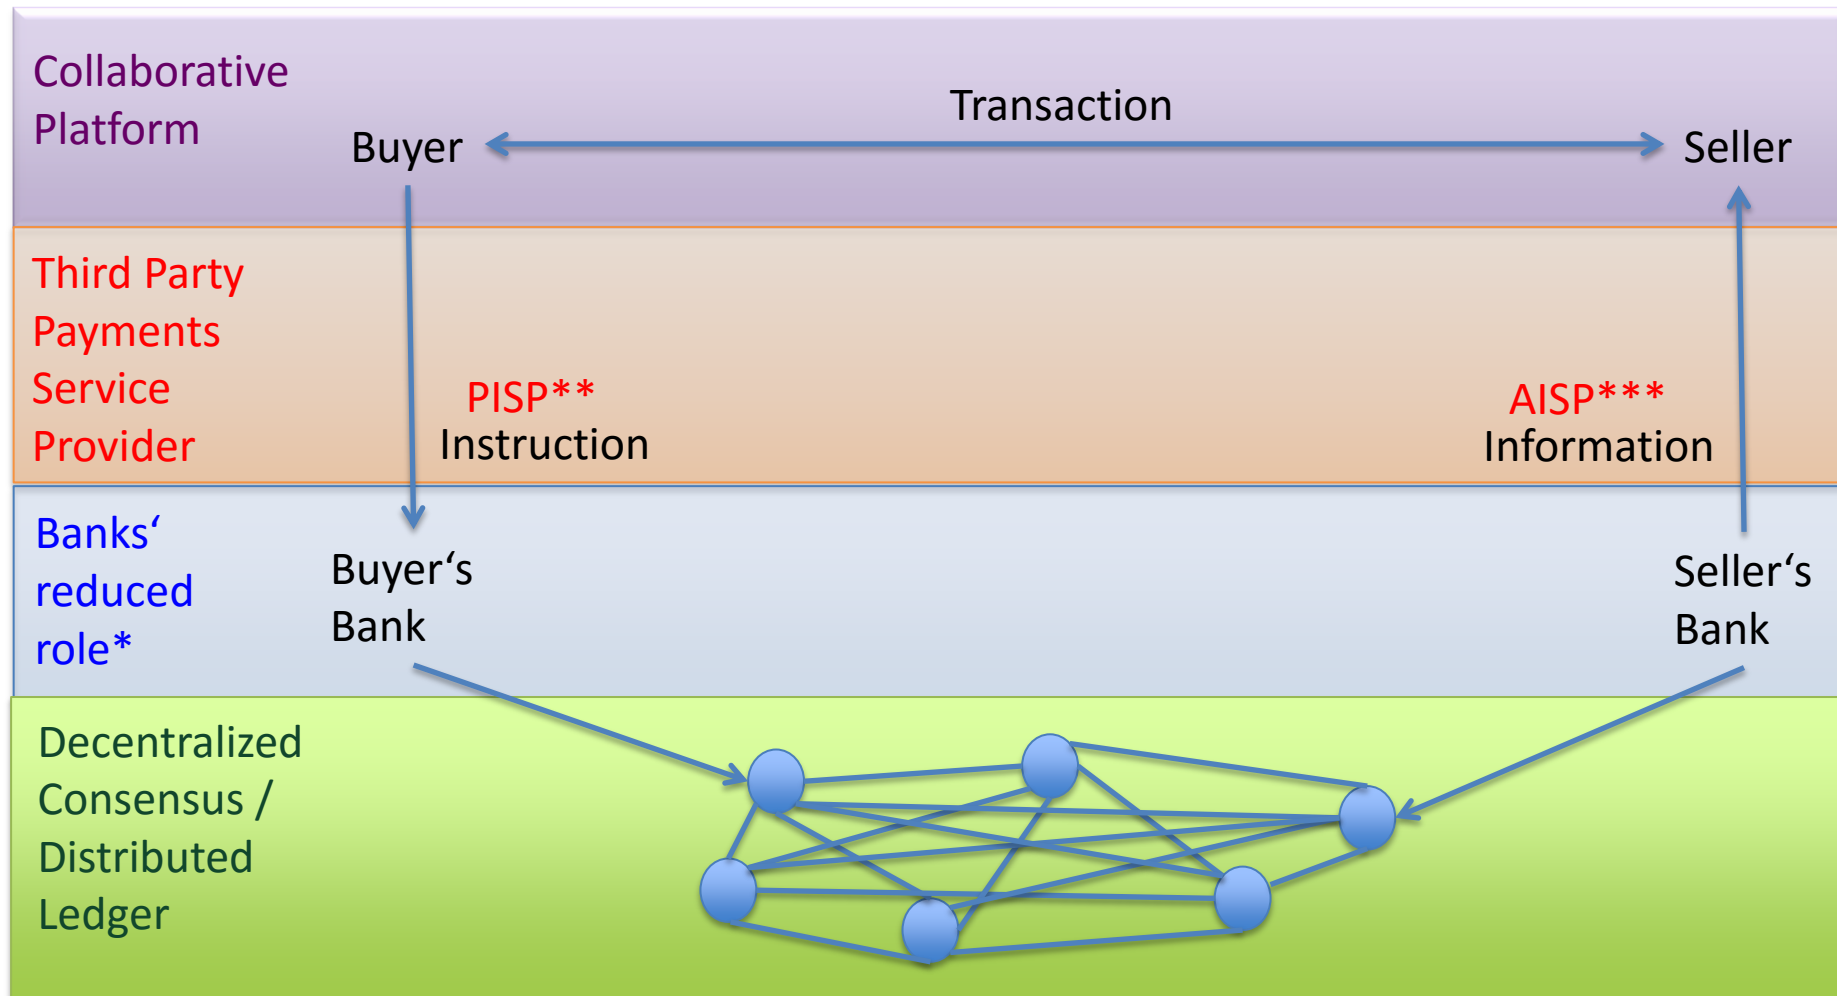 Collaborative
Platform
Transaction
Buyer
Seller
Third Party
Payments
Service
Provider
PISP**
Instruction
AISP***
Information
Banks‘
reduced
role*
Buyer‘s
Bank
Seller‘s
Bank
Decentralized
Consensus /
Distributed
Ledger